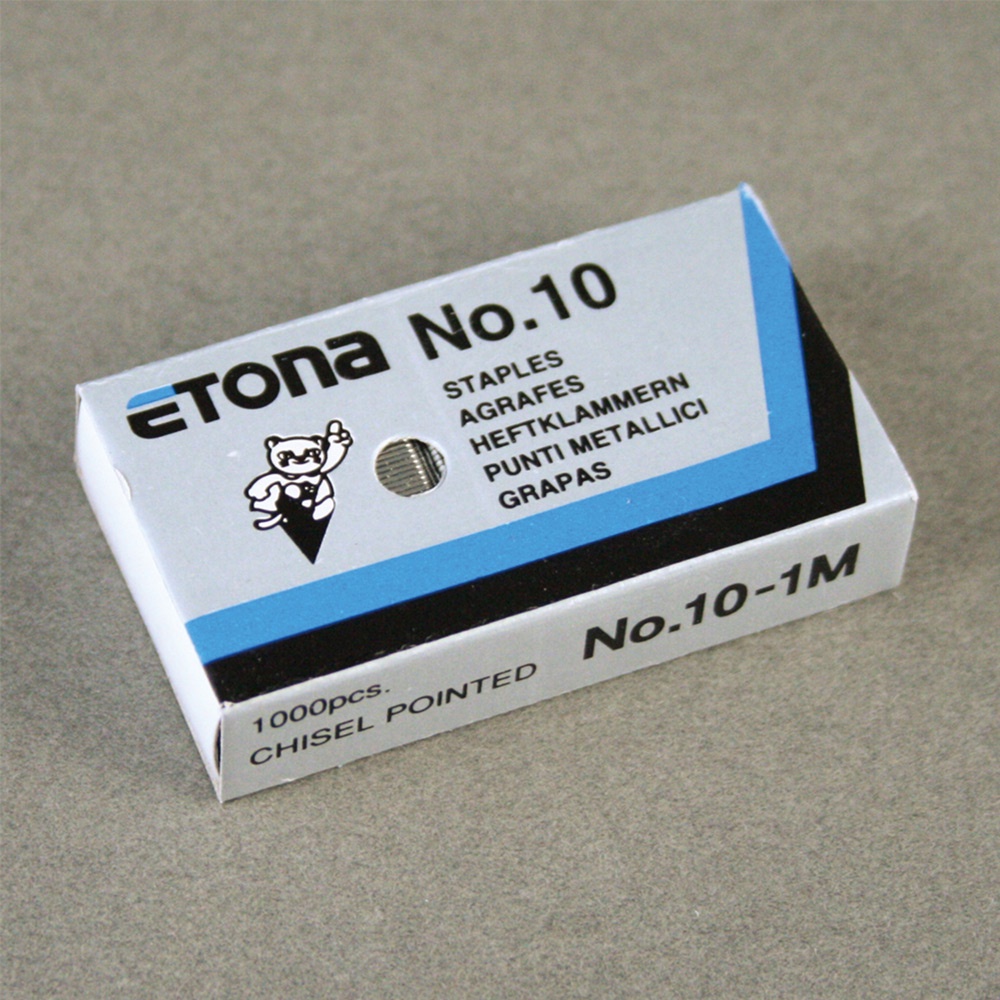 ETONA No.10
STAPLES
AGRAFES
HEFTKLAMMERN
PUNTI METALLICI
GRAPAS
1000pcs.
CHISEL POINTED
No.10-1M